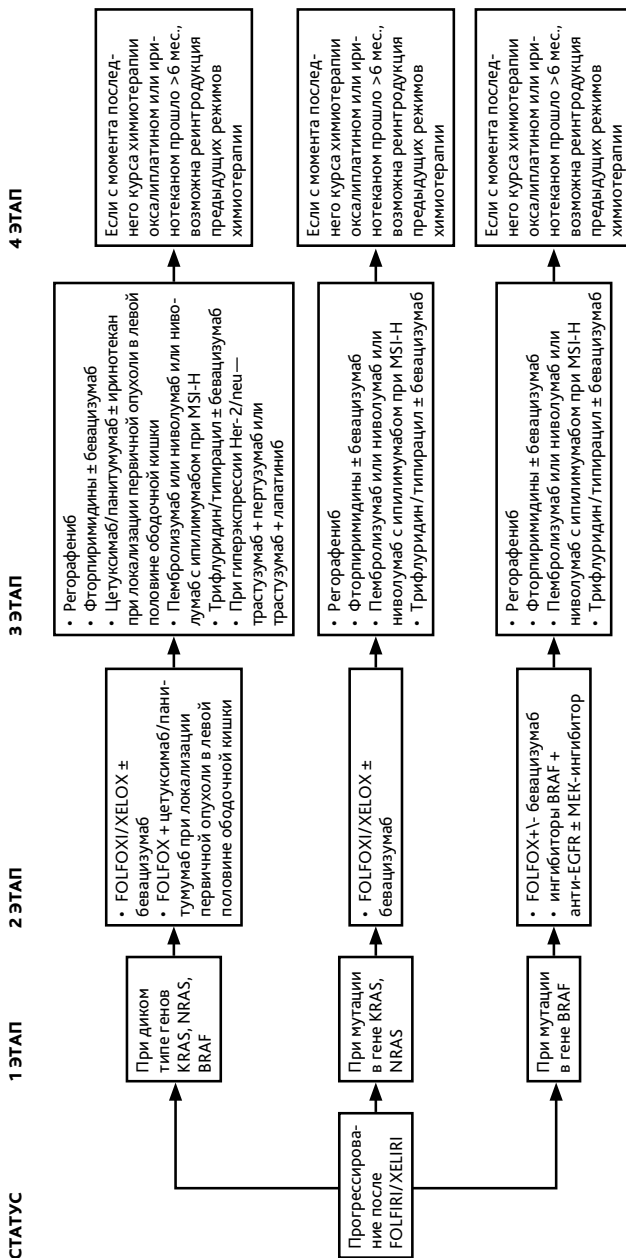 СТАТУС
1 ЭТАП
2 ЭТАП
3 ЭТАП
4 ЭТАП
Прогрессирова-
ние после
FOLFIRI/XELIRI
При диком
типе генов
KRAS, NRAS,
BRAF
• FOLFOXI/XELOX ±
бевацизумаб
• FOLFOX + цетуксимаб/пани-
тумумаб при локализации
первичной опухоли в левой
половине ободочной кишки
• Регорафениб
• Фторпиримидины ± бевацизумаб
• Цетуксимаб/панитумумаб ± иринотекан
при локализации первичной опухоли в левой
половине ободочной кишки
• Пембролизумаб или ниволумаб или ниво-
лумаб с ипилимумабом при MSI-H
• Трифлуридин/типирацил ± бевацизумаб
• При гиперэкспрессии Her-2/neu —
трастузумаб + пертузумаб или
трастузумаб + лапатиниб
Если с момента послед-
него курса химиотерапии
оксалиплатином или ири-
нотеканом прошло >6 мес.,
возможна реинтродукция
предыдущих режимов
химиотерапии
При мутации
в гене KRAS,
NRAS
• FOLFOXI/XELOX ±
бевацизумаб
• Регорафениб
• Фторпиримидины ± бевацизумаб
• Пембролизумаб или ниволумаб или
ниволумаб с ипилимумабом при MSI-H
• Трифлуридин/типирацил ± бевацизумаб
Если с момента послед-
него курса химиотерапии
оксалиплатином или ири-
нотеканом прошло >6 мес.,
возможна реинтродукция
предыдущих режимов
химиотерапии
При мутации
в гене BRAF
• FOLFOX+\- бевацизумаб
• ингибиторы BRAF +
анти-EGFR ± MEK-ингибитор
• Регорафениб
• Фторпиримидины ± бевацизумаб
• Пембролизумаб или ниволумаб или
ниволумаб с ипилимумабом при MSI-H
• Трифлуридин/типирацил ± бевацизумаб
Если с момента послед-
него курса химиотерапии
оксалиплатином или ири-
нотеканом прошло >6 мес.,
возможна реинтродукция
предыдущих режимов
химиотерапии